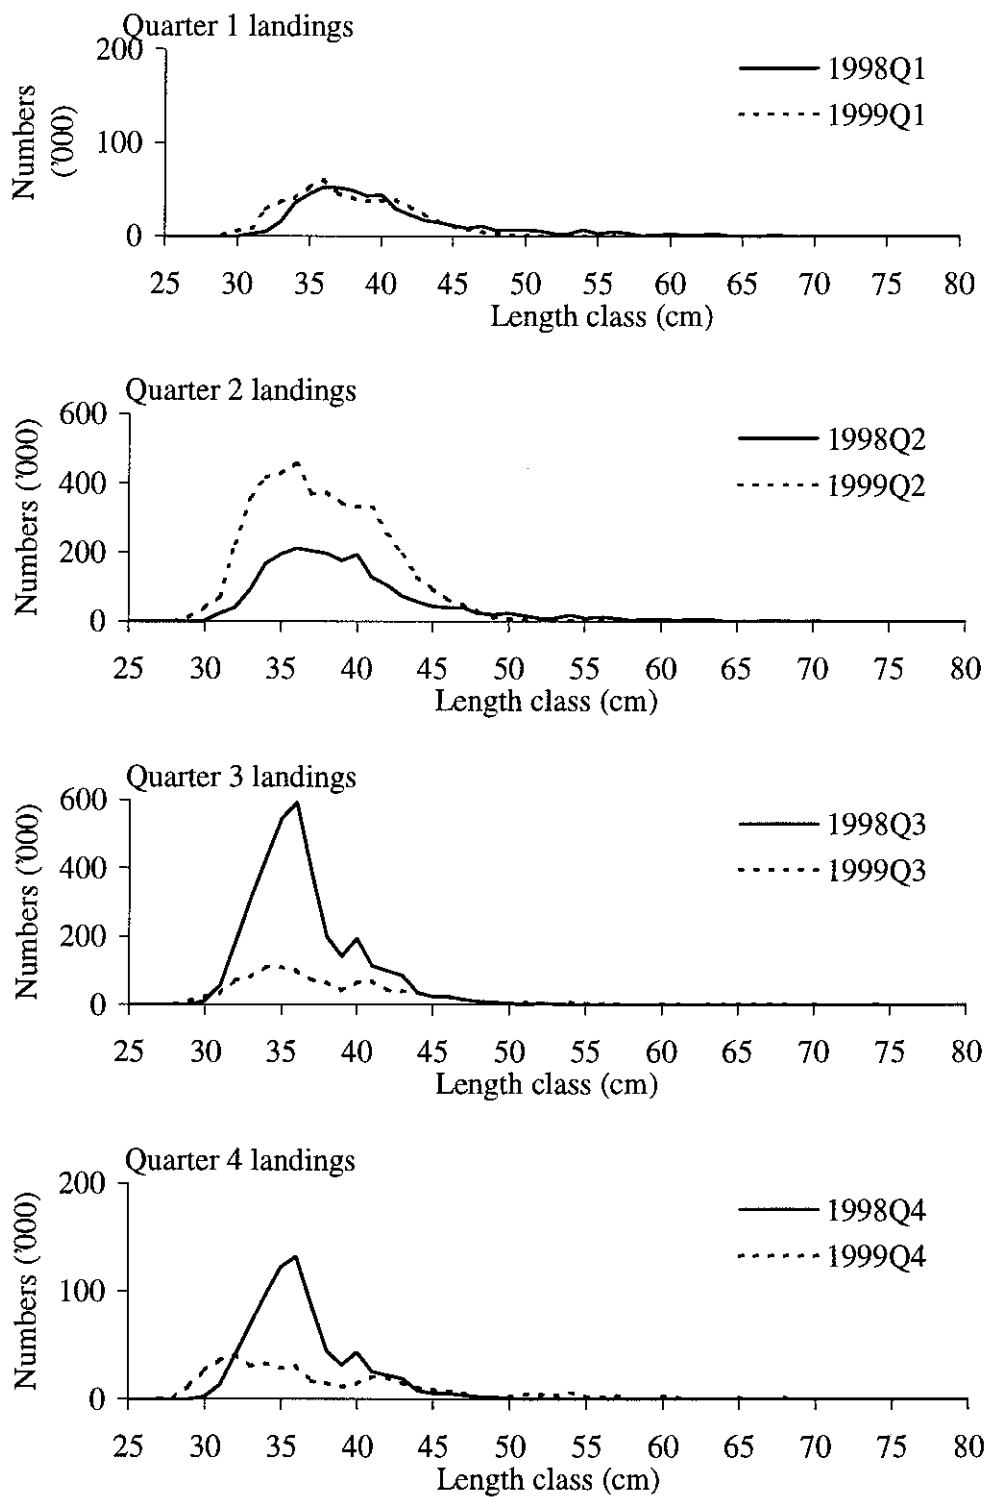 Quarter 1 landings
200
100
0
Numbers
('000)
1998Q1
1999Q1
25 30 35 40 45 50 55 60 65 70 75 80
Length class (cm)
Quarter 2 landings
600
400
200
0
Numbers ('000)
1998Q2
1999Q2
25 30 35 40 45 50 55 60 65 70 75 80
Length class (cm)
Quarter 3 landings
600
400
200
0
Numbers ('000)
1998Q3
1999Q3
25 30 35 40 45 50 55 60 65 70 75 80
Length class (cm)
Quarter 4 landings
200
100
0
Numbers ('000)
1998Q4
1999Q4
25 30 35 40 45 50 55 60 65 70 75 80
Length class (cm)